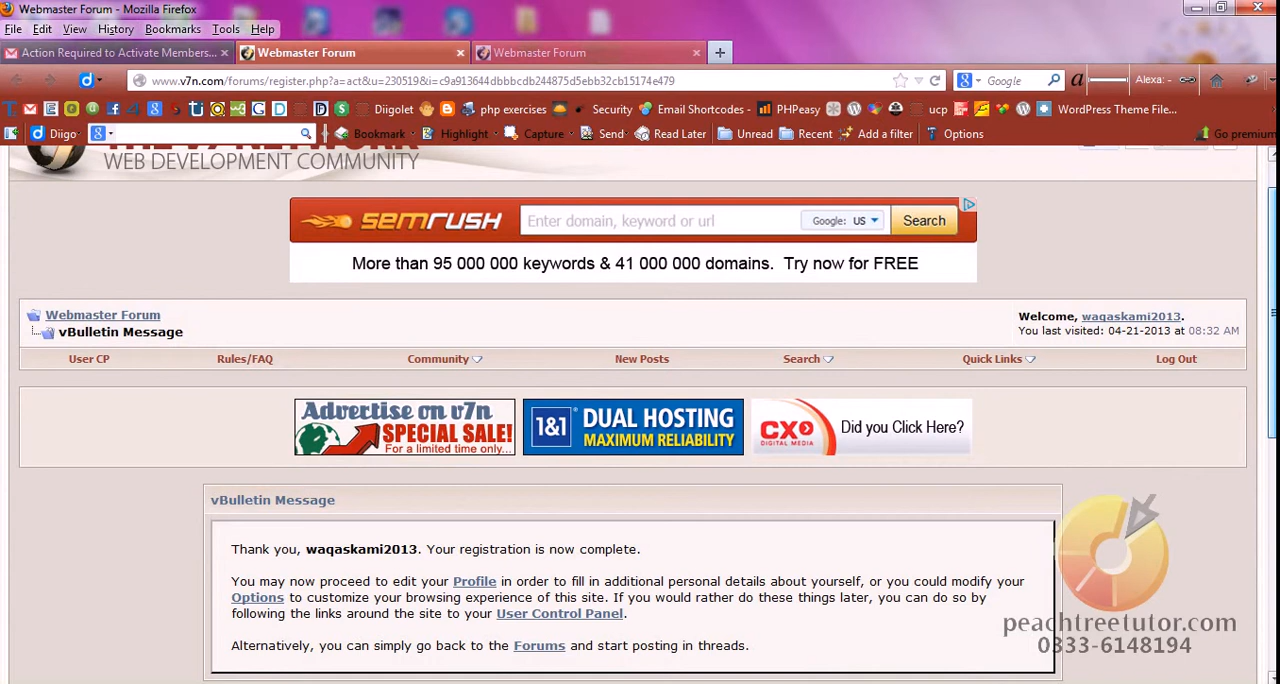 Webmaster Forum - Mozilla Firefox
File Edit View History Bookmarks Tools Help
Action Required to Activate Members... × Webmaster Forum × Webmaster Forum × +
www.v7n.com/forums/register.php?a=act&u=230519&i=c9a913644dbbbcdb244875d5ebb32cb15174e479 Google Alexa: -
Diigolet php exercises Security Email Shortcodes - PHPeasy ucp WordPress Theme File...
Diigo Bookmark Highlight Capture Send Read Later Unread Recent Add a filter Options Go premium
WEB DEVELOPMENT COMMUNITY
semrush Enter domain, keyword or url Google: US Search
More than 95 000 000 keywords & 41 000 000 domains. Try now for FREE
Webmaster Forum
vBulletin Message
Welcome, waqaskami2013.
You last visited: 04-21-2013 at 08:32 AM
User CP Rules/FAQ Community New Posts Search Quick Links Log Out
Advertise on v7n
SPECIAL SALE!
For a limited time only...
1&1 DUAL HOSTING
MAXIMUM RELIABILITY
CX DIGITAL MEDIA Did you Click Here?
vBulletin Message
Thank you, waqaskami2013. Your registration is now complete.
You may now proceed to edit your Profile in order to fill in additional personal details about yourself, or you could modify your
Options to customize your browsing experience of this site. If you would rather do these things later, you can do so by
following the links around the site to your User Control Panel.
Alternatively, you can simply go back to the Forums and start posting in threads.
peachtreetutor.com
0333-6148194